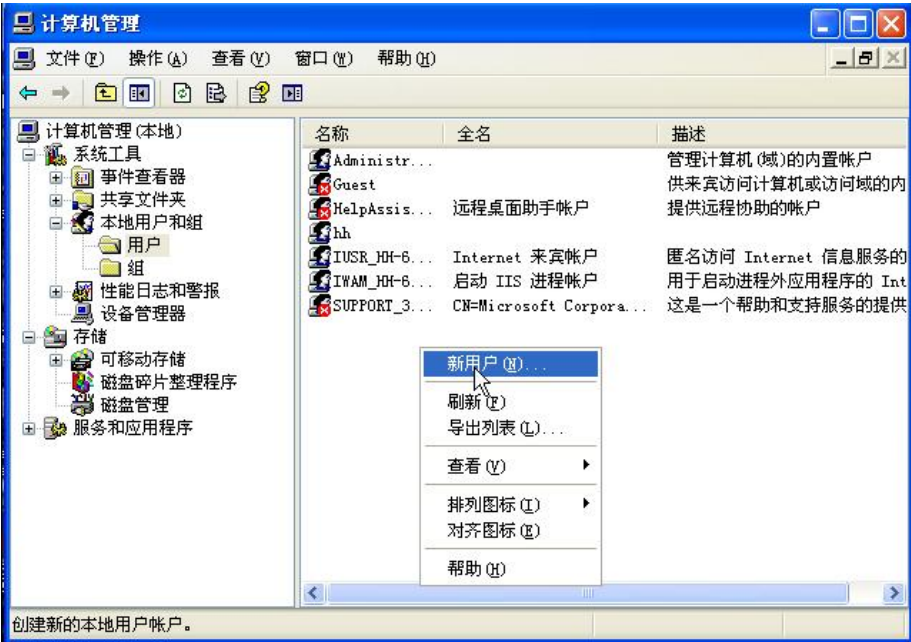 计算机管理
文件(F) 操作(A) 查看(V) 窗口(W) 帮助(H)
计算机管理(本地)
系统工具
事件查看器
共享文件夹
本地用户和组
用户
组
性能日志和警报
设备管理器
存储
可移动存储
磁盘碎片整理程序
磁盘管理
服务和应用程序
名称 全名 描述
Administr... 管理计算机(域)的内置帐户
Guest 供来宾访问计算机或访问域的内
HelpAssis... 远程桌面助手帐户 提供远程协助的帐户
hh
IUSR_HH-6... Internet 来宾帐户 匿名访问 Internet 信息服务的
IWAM_HH-6... 启动 IIS 进程帐户 用于启动进程外应用程序的 Int
SUPPORT_3... CN=Microsoft Corpora... 这是一个帮助和支持服务的提供
新用户(N)...
刷新(F)
导出列表(L)...
查看(V)
排列图标(I)
对齐图标(E)
帮助(H)
创建新的本地用户帐户。